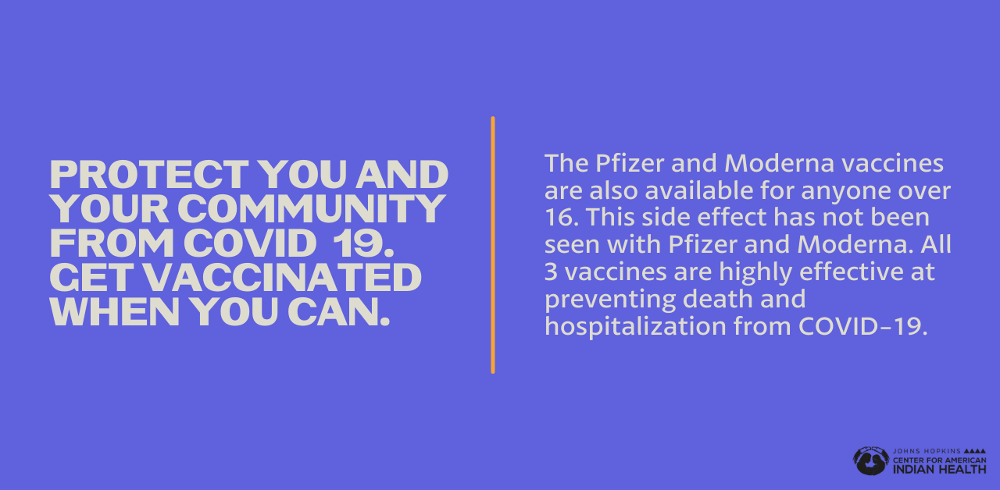 PROTECT YOU AND
YOUR COMMUNITY
FROM COVID 19.
GET VACCINATED
WHEN YOU CAN.
The Pfizer and Moderna vaccines
are also available for anyone over
16. This side effect has not been
seen with Pfizer and Moderna. All
3 vaccines are highly effective at
preventing death and
hospitalization from COVID-19.
JOHNS HOPKINS
CENTER FOR AMERICAN
INDIAN HEALTH